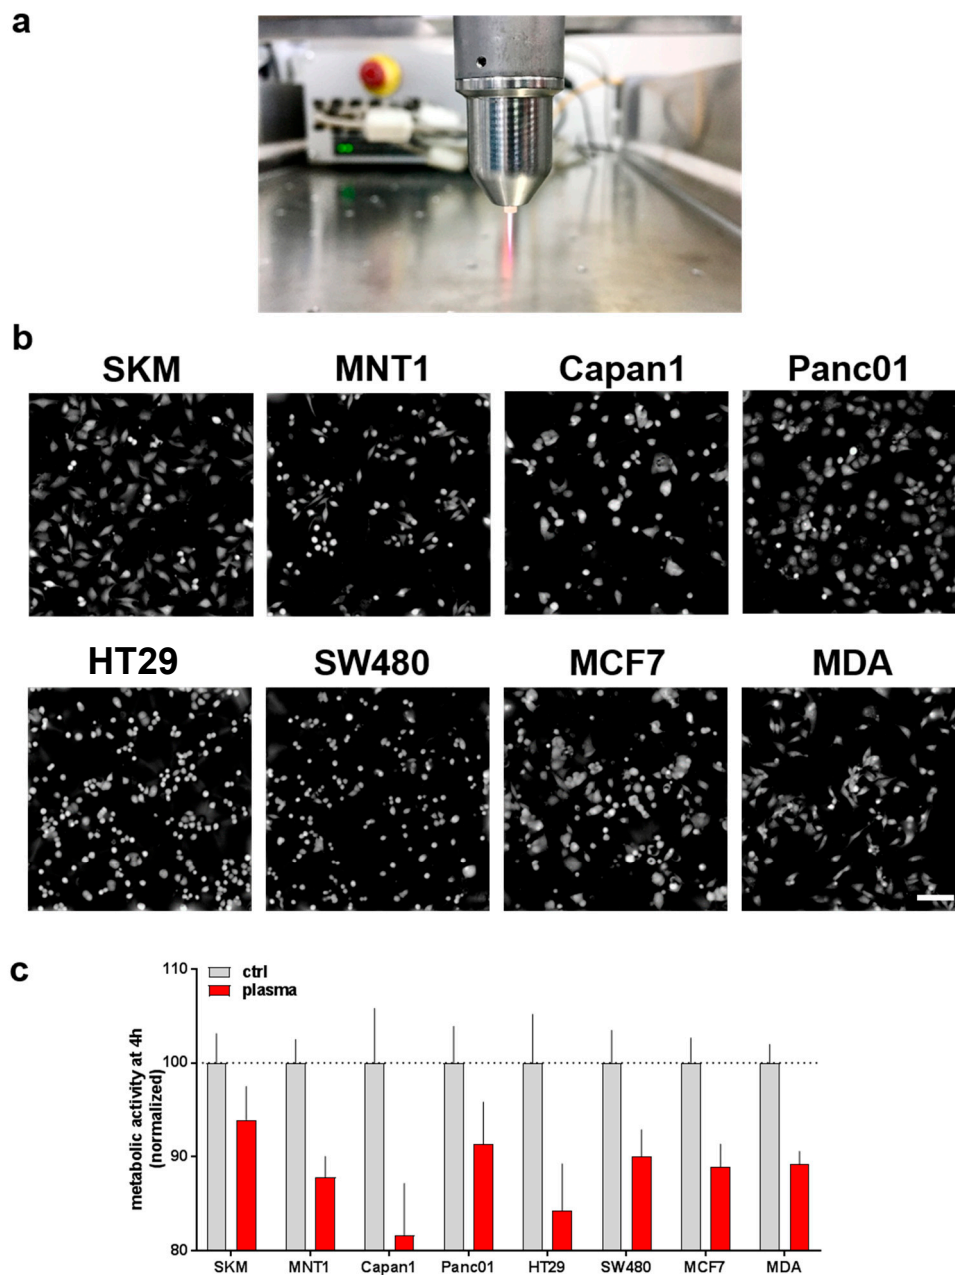 a
b
SKM MNT1 Capan1 Panc01
HT29 SW480 MCF7 MDA
c
110
100
90
80
metabolic activity at 4h
(normalized)
ctrl
plasma
SKM MNT1 Capan1 Panc01 HT29 SW480 MCF7 MDA